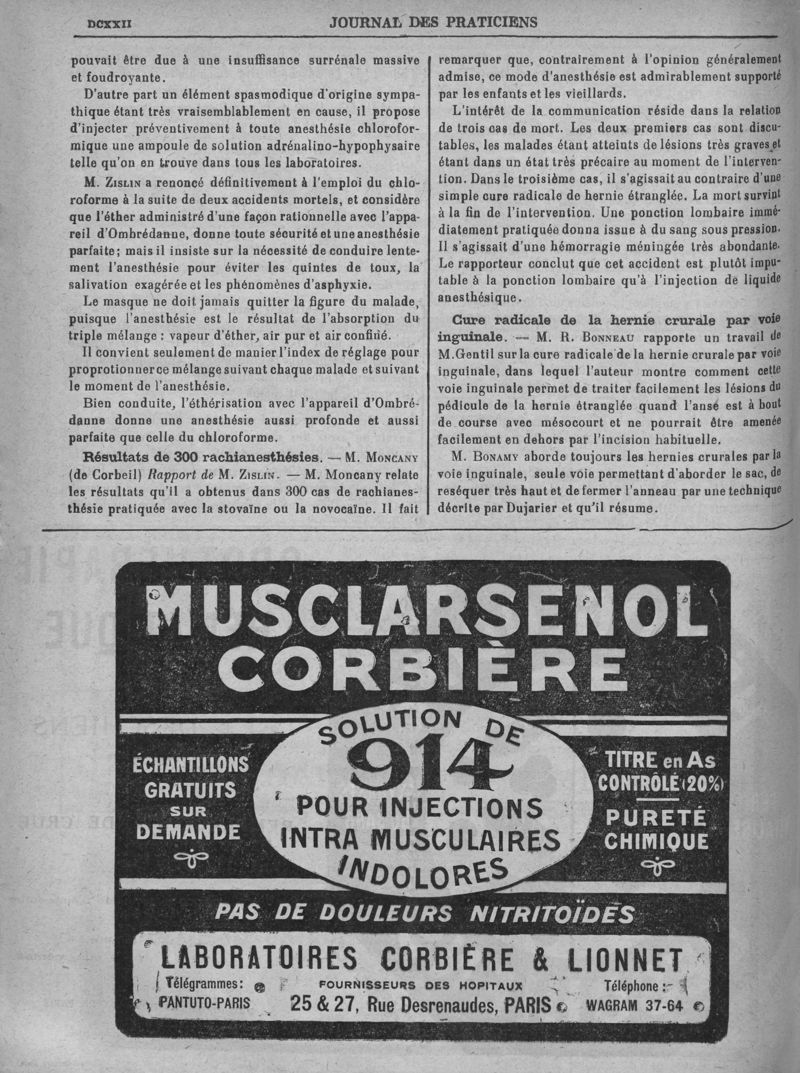 DCXXII
JOURNAL DES PRATICIENS
pouvait être due à une insuffisance surrénale massive
et foudroyante.
D'autre part un élément spasmodique d'origine sympa-
thique étant très vraisemblablement en cause, il propose
d'injecter préventivement à toute anesthésie chlorofor-
mique une ampoule de solution adrénalino-hypophysaire
telle qu'on en trouve dans tous les laboratoires.
M. ZISLIN a renoncé définitivement à l'emploi du chlo-
roforme à la suite de deux accidents mortels, et considère
que l'éther administré d'une façon rationnelle avec l'appa-
reil d'Ombrédanne, donne toute sécurité et une anesthésie
parfaite; mais il insiste sur la nécessité de conduire lente-
ment l'anesthésie pour éviter les quintes de toux, la
salivation exagérée et les phénomènes d'asphyxie.
Le masque ne doit jamais quitter la figure du malade,
puisque l'anesthésie est le résultat de l'absorption du
triple mélange : vapeur d'éther, air pur et air confiné.
Il convient seulement de manier l'index de réglage pour
proprotionner ce mélange suivant chaque malade et suivant
le moment de l'anesthésie.
Bien conduite, l'éthérisation avec l'appareil d'Ombré-
danne donne une anesthésie aussi profonde et aussi
parfaite que celle du chloroforme.
Résultats de 300 rachianesthésies. — M. MONCANY
(de Corbeil) Rapport de M. ZISLIN. — M. Moncany relate
les résultats qu'il a obtenus dans 300 cas de rachianes-
thésie pratiquée avec la stovaïne ou la novocaïne. Il fait
remarquer que, contrairement à l'opinion généralement
admise, ce mode d'anesthésie est admirablement supporté
par les enfants et les vieillards.
L'intérêt de la communication réside dans la relation
de trois cas de mort. Les deux premiers cas sont discu-
tables, les malades étant atteints de lésions très graves et
étant dans un état très précaire au moment de l'interven-
tion. Dans le troisième cas, il s'agissait au contraire d'une
simple cure radicale de hernie étranglée. La mort survint
à la fin de l'intervention. Une ponction lombaire immé-
diatement pratiquée donna issue à du sang sous pression.
Il s'agissait d'une hémorragie méningée très abondante.
Le rapporteur conclut que cet accident est plutôt impu-
table à la ponction lombaire qu'à l'injection de liquide
anesthésique.
Cure radicale de la hernie crurale par voie
inguinale. — M. R. BONNEAU rapporte un travail de
M. Gentil sur la cure radicale de la hernie crurale par voie
inguinale, dans lequel l'auteur montre comment cette
voie inguinale permet de traiter facilement les lésions du
pédicule de la hernie étranglée quand l'ansé est à bout
de course avec mésocourt et ne pourrait être amenée
facilement en dehors par l'incision habituelle.
M. BONAMY aborde toujours les hernies crurales par la
voie inguinale, seule voie permettant d'aborder le sac, de
reséquer très haut et de fermer l'anneau par une technique
décrite par Dujarier et qu'il résume.
MUSCLARSENOL
CORBIÈRE
SOLUTION DE
914
POUR INJECTIONS
INTRA MUSCULAIRES
INDOLORES
ÉCHANTILLONS
GRATUITS
SUR
DEMANDE
TITRE en As
CONTRÔLÉ (20%)
PURETÉ
CHIMIQUE
PAS DE DOULEURS NITRITOÏDES
LABORATOIRES CORBIÈRE & LIONNET
Télégrammes: FOURNISSEURS DES HOPITAUX Téléphone :-
PANTUTO-PARIS 25 & 27, Rue Desrenaudes, PARIS WAGRAM 37-64